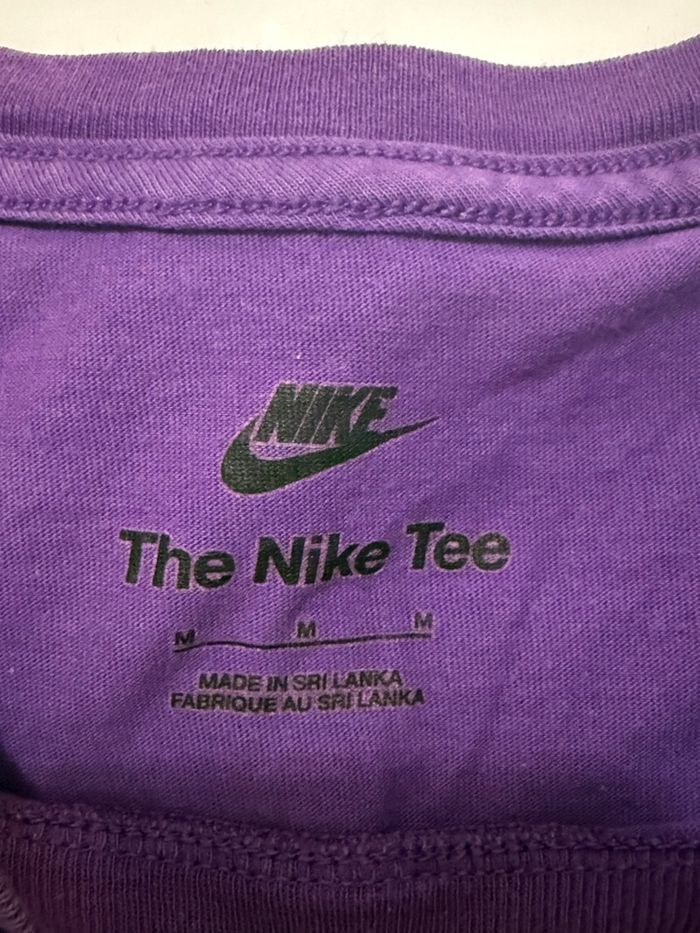 NIKE
The Nike Tee
M M M
MADE IN SRI LANKA
FABRIQUE AU SRI LANKA